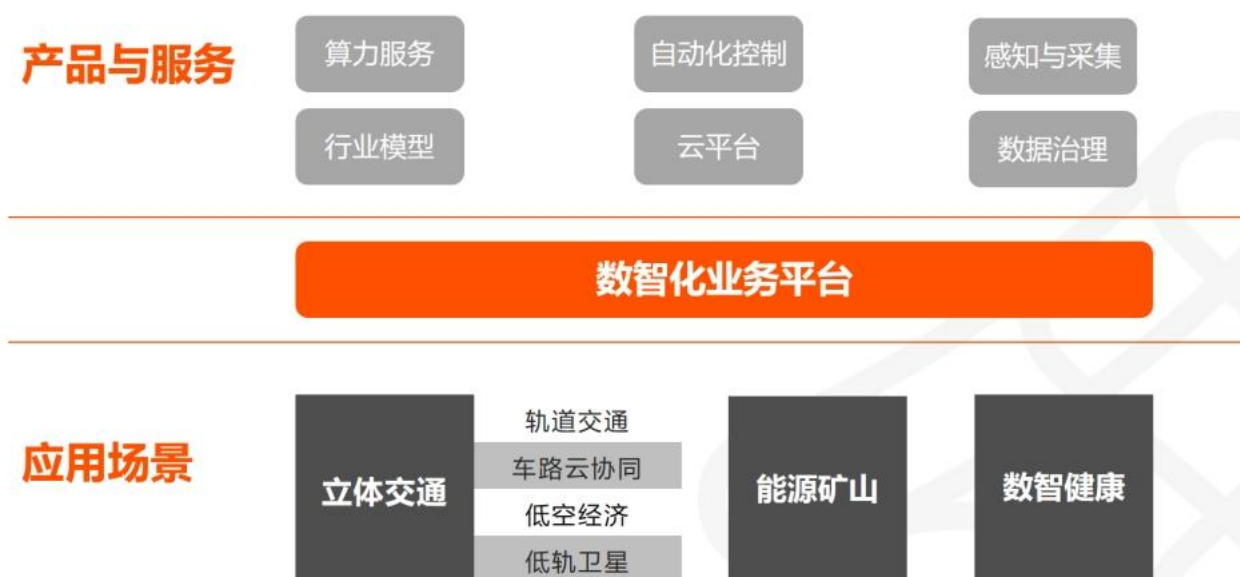 产品与服务
算力服务
自动化控制
感知与采集
行业模型
云平台
数据治理
数智化业务平台
应用场景
立体交通
轨道交通
车路云协同
低空经济
低轨卫星
能源矿山
数智健康